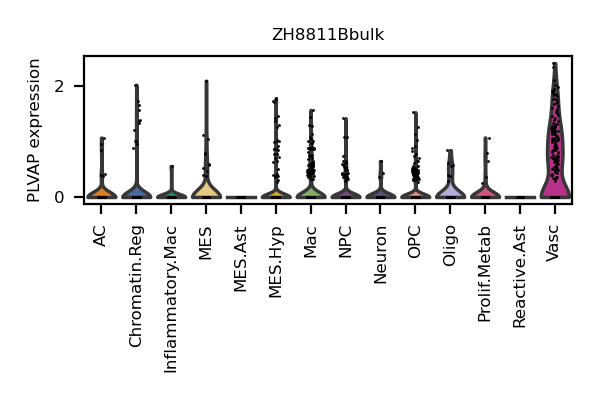 ZH8811Bbulk
PLVAP expression
2
0
AC
Chromatin.Reg
Inflammatory.Mac
MES
MES.Ast
MES.Hyp
Mac
NPC
Neuron
OPC
Oligo
Prolif.Metab
Reactive.Ast
Vasc